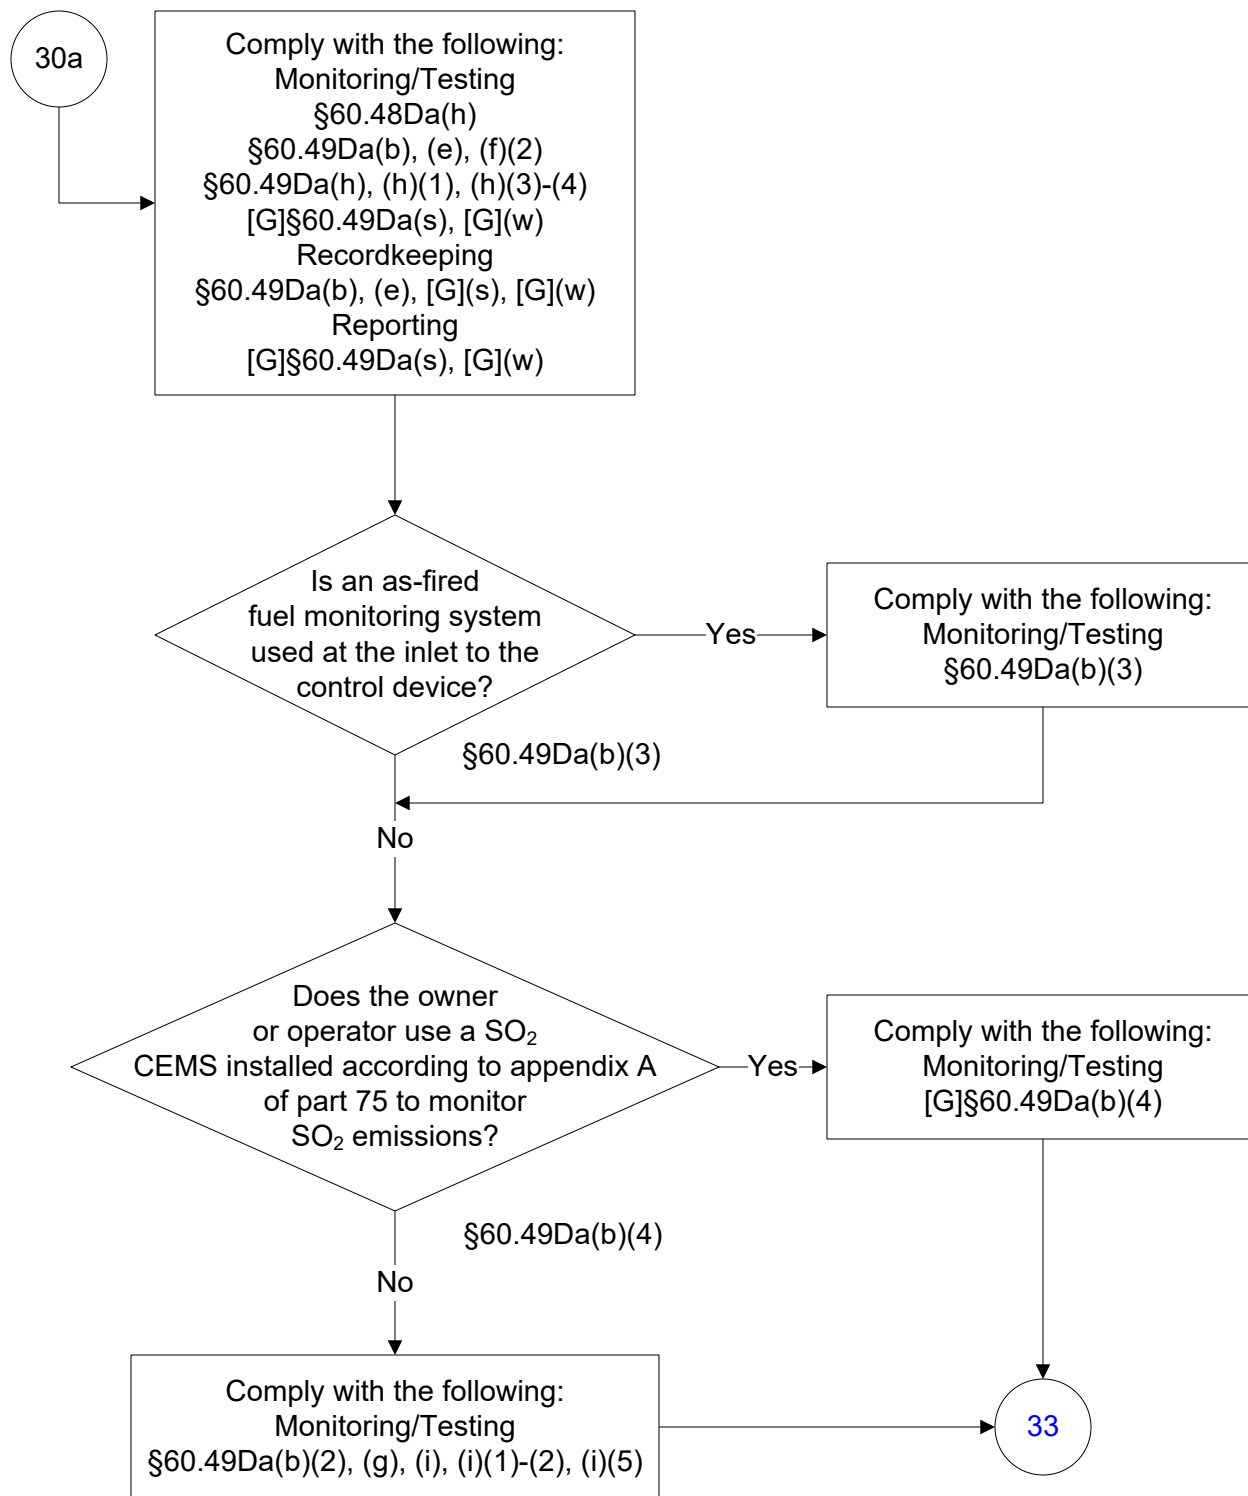 30a
Comply with the following:
Monitoring/Testing
§60.48Da(h)
§60.49Da(b), (e), (f)(2)
§60.49Da(h), (h)(1), (h)(3)-(4)
[G]§60.49Da(s), [G](w)
Recordkeeping
§60.49Da(b), (e), [G](s), [G](w)
Reporting
[G]§60.49Da(s), [G](w)
Is an as-fired
fuel monitoring system
used at the inlet to the
control device?
Yes
Comply with the following:
Monitoring/Testing
§60.49Da(b)(3)
§60.49Da(b)(3)
No
Does the owner
or operator use a SO₂
CEMS installed according to appendix A
of part 75 to monitor
SO₂ emissions?
Yes
Comply with the following:
Monitoring/Testing
[G]§60.49Da(b)(4)
§60.49Da(b)(4)
No
Comply with the following:
Monitoring/Testing
§60.49Da(b)(2), (g), (i), (i)(1)-(2), (i)(5)
33